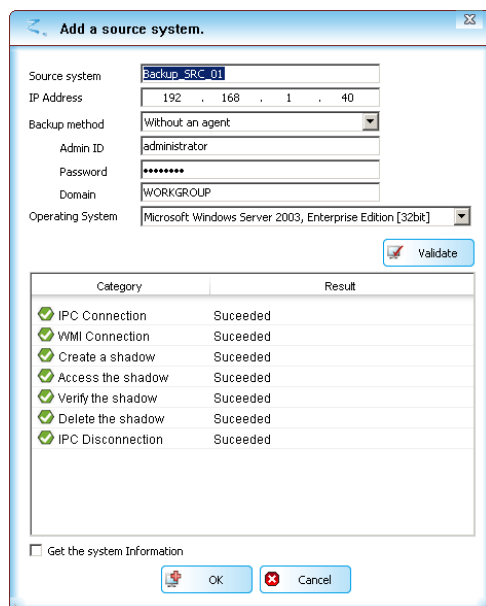 Add a source system.
Source system Backup_SRC_01
IP Address 192 . 168 . 1 . 40
Backup method Without an agent
Admin ID administrator
Password ••••••••
Domain WORKGROUP
Operating System Microsoft Windows Server 2003, Enterprise Edition [32bit]
Validate
Category Result
IPC Connection Suceeded
WMI Connection Suceeded
Create a shadow Suceeded
Access the shadow Suceeded
Verify the shadow Suceeded
Delete the shadow Suceeded
IPC Disconnection Suceeded
Get the system Information
OK Cancel